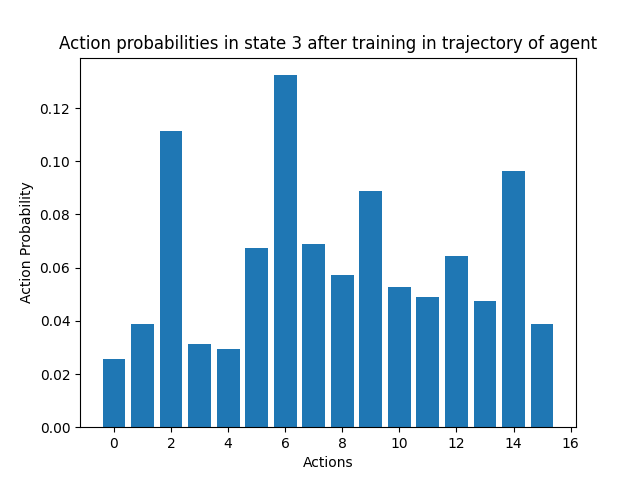 Action probabilities in state 3 after training in trajectory of agent
Action Probability
0.12
0.10
0.08
0.06
0.04
0.02
0.00
0 2 4 6 8 10 12 14 16
Actions